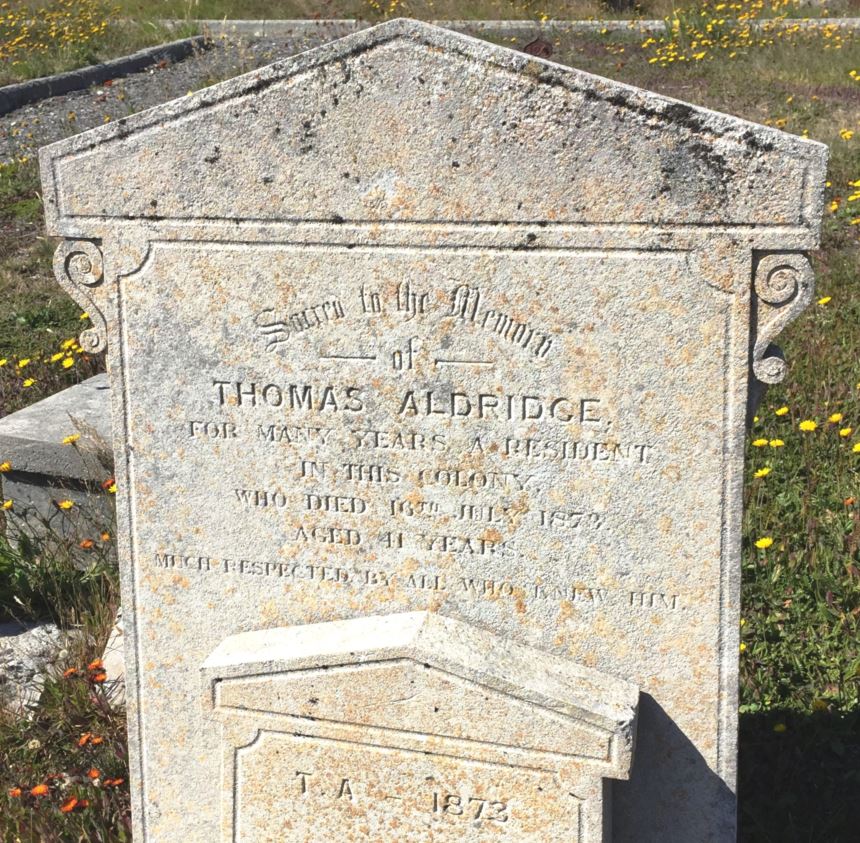 Sacred to the Memory
of
THOMAS ALDRIDGE,
FOR MANY YEARS A RESIDENT
IN THIS COLONY,
WHO DIED 16TH JULY 1873.
AGED 41 YEARS.
MUCH RESPECTED BY ALL WHO KNEW HIM.
T. A - 1873